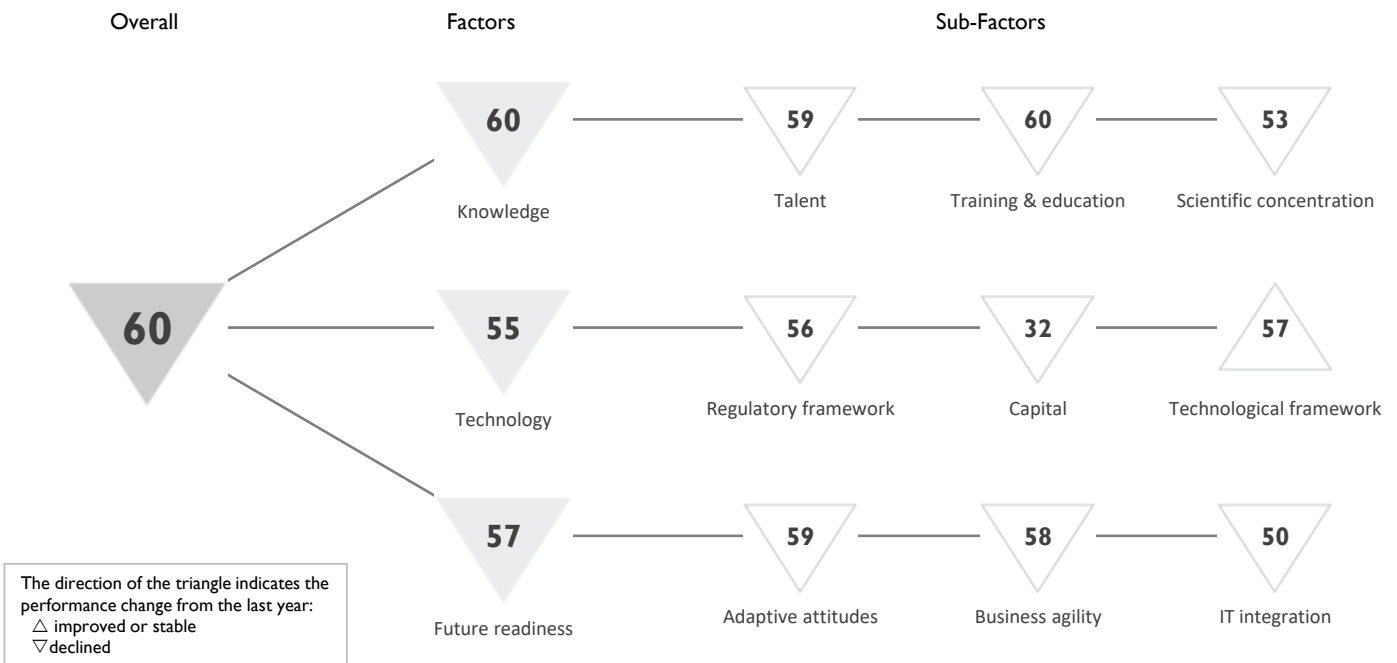 Overall
Factors
Sub-Factors
60
59
60
53
Knowledge
Talent
Training & education
Scientific concentration
60
55
56
32
57
Technology
Regulatory framework
Capital
Technological framework
57
59
58
50
Future readiness
Adaptive attitudes
Business agility
IT integration
The direction of the triangle indicates the
performance change from the last year:
△ improved or stable
▽declined